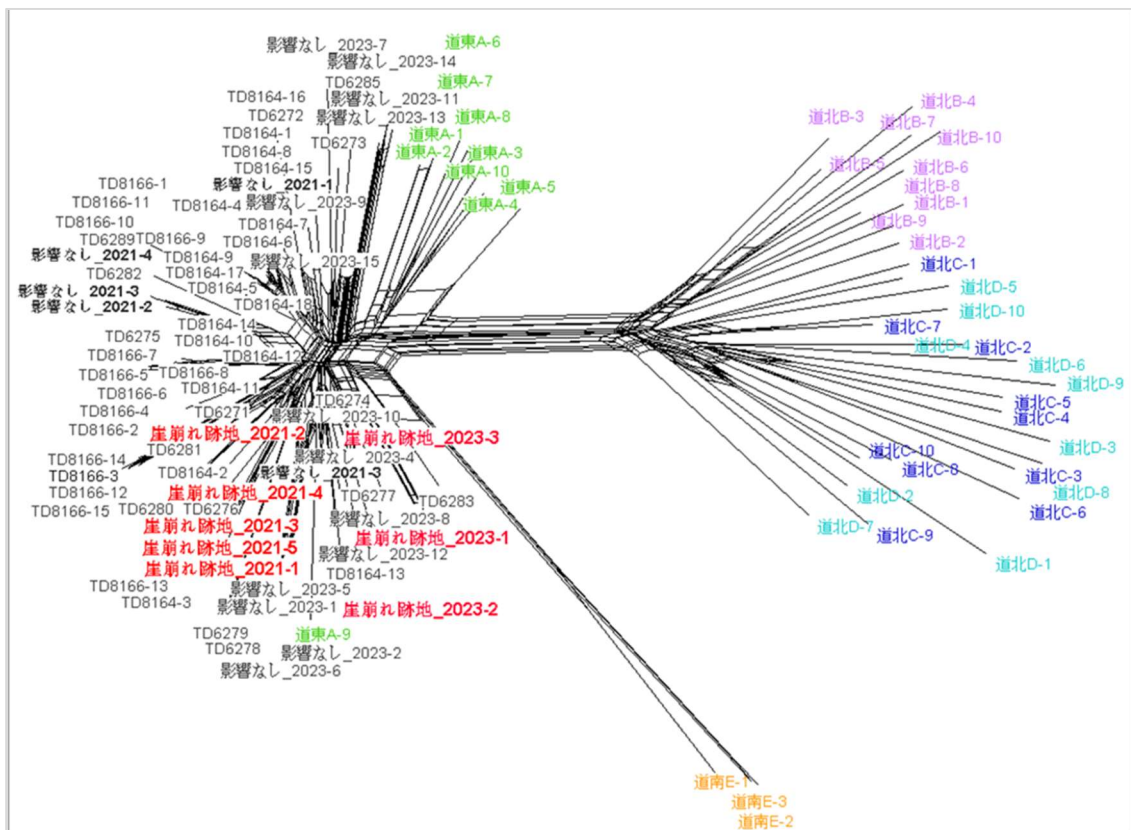 影響なし_2023-7
道東A-6
影響なし_2023-14
TD6285
道東A-7
TD8164-16
影響なし_2023-11
TD6272
影響なし_2023-13
道東A-8
TD8164-1
道東A-1
TD6273
TD8164-8
道東A-2
道東A-3
TD8164-15
道東A-10
TD8166-1
影響なし_2021-1
道東A-5
TD8166-11
TD8164-4
影響なし_2023-9
道東A-4
TD8166-10
TD8164-7
TD6289
TD8166-9
TD8164-6
影響なし_2021-4
TD8164-9
影響なし_2023-15
TD6282
TD8164-17
影響なし_2021-3
TD8164-5
影響なし_2021-2
TD8164-18
TD8164-14
TD6275
TD8164-10
TD8166-7
TD8164-12
TD8166-5
TD8166-8
TD8166-6
TD8164-11
TD6274
TD8166-4
TD6271
影響なし_2023-10
TD8166-2
崖崩れ跡地_2021-2
崖崩れ跡地_2023-3
TD6281
影響なし_2023-4
TD8166-14
TD8164-2
影響なし_2021-3
TD8166-3
TD8166-12
崖崩れ跡地_2021-4
TD6277
TD6283
TD8166-15
TD6280
TD6276
影響なし_2023-8
崖崩れ跡地_2021-3
崖崩れ跡地_2023-1
崖崩れ跡地_2021-5
影響なし_2023-12
崖崩れ跡地_2021-1
TD8164-13
TD8166-13
影響なし_2023-5
TD8164-3
影響なし_2023-1
崖崩れ跡地_2023-2
TD6279
道東A-9
TD6278
影響なし_2023-2
影響なし_2023-6
道北B-4
道北B-3
道北B-7
道北B-10
道北B-5
道北B-6
道北B-8
道北B-1
道北B-9
道北B-2
道北C-1
道北D-5
道北D-10
道北C-7
道北D-4
道北C-2
道北D-6
道北D-9
道北C-5
道北C-4
道北D-3
道北C-10
道北C-8
道北C-3
道北D-2
道北D-8
道北C-6
道北D-7
道北C-9
道北D-1
道南E-1
道南E-3
道南E-2